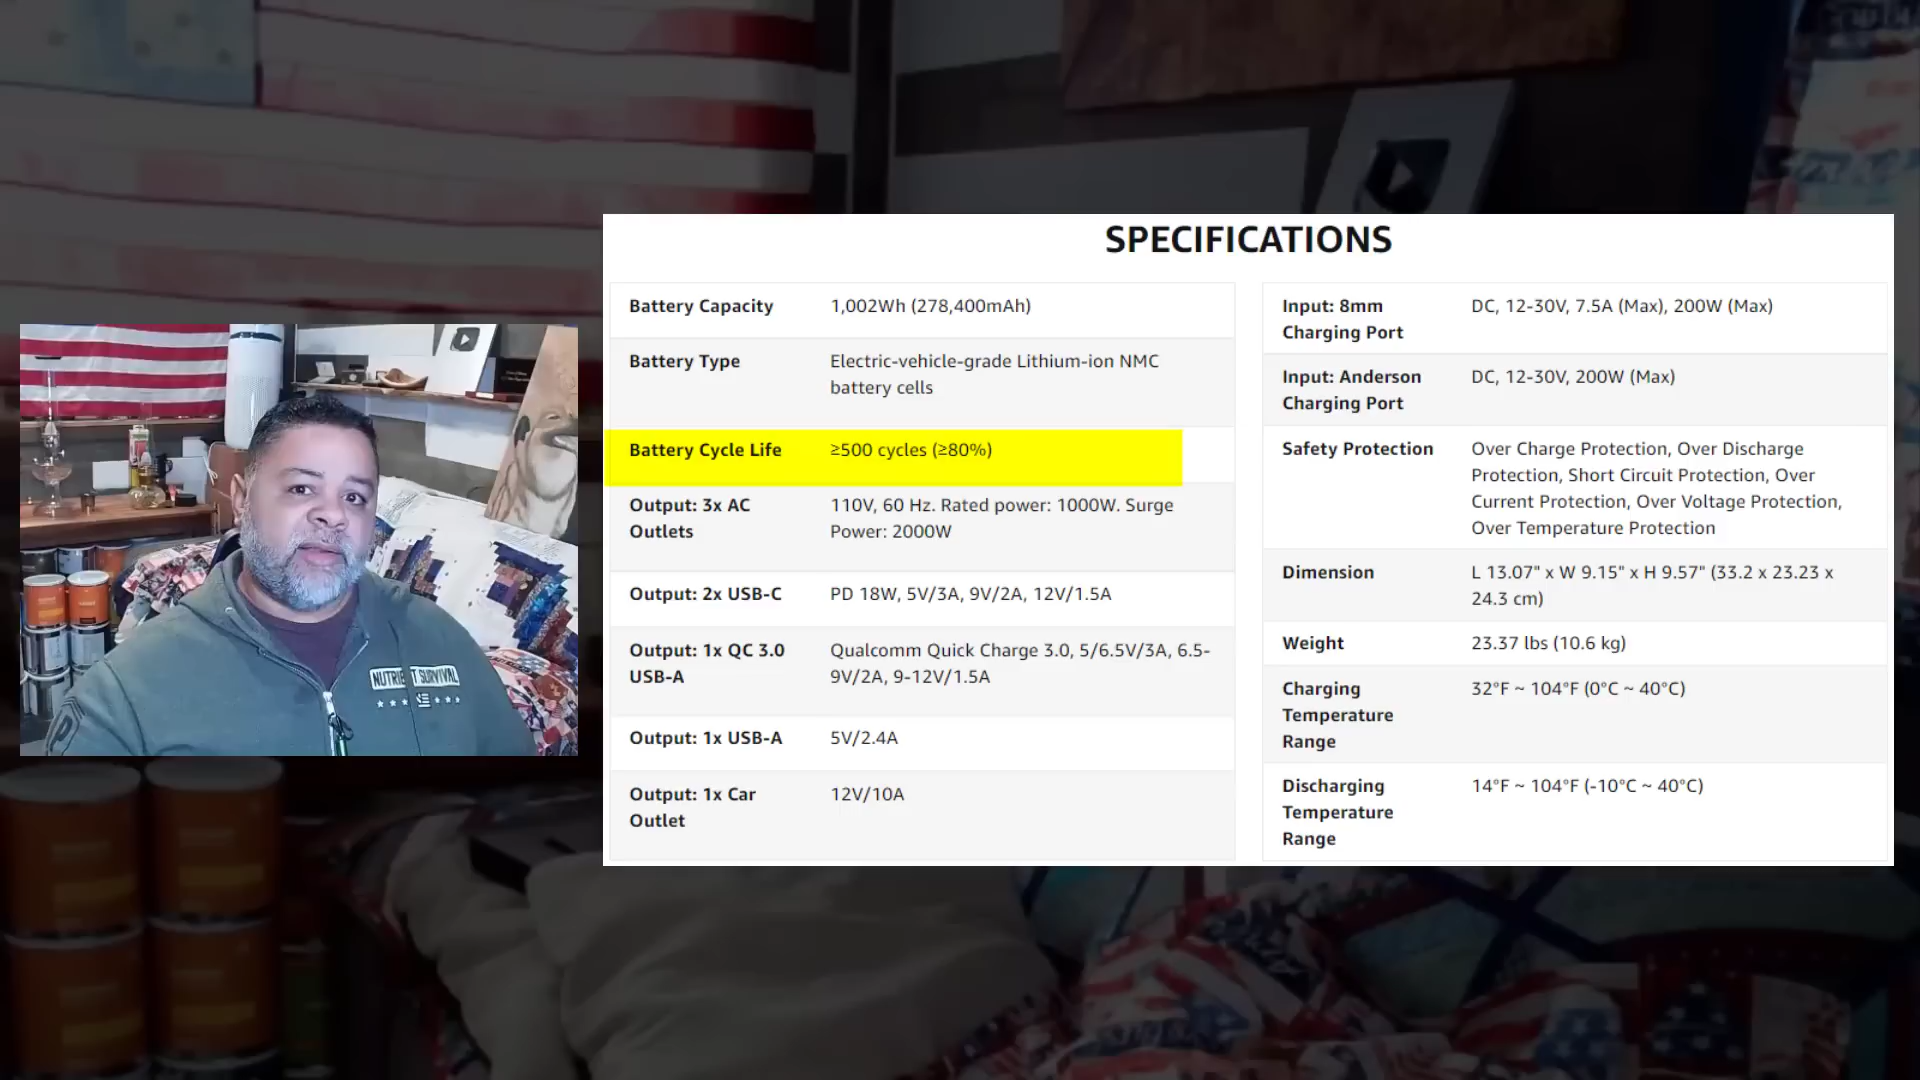 SPECIFICATIONS
Battery Capacity 1,002Wh (278,400mAh)
Battery Type Electric-vehicle-grade Lithium-ion NMC
battery cells
Battery Cycle Life ≥500 cycles (≥80%)
Output: 3x AC 110V, 60 Hz. Rated power: 1000W. Surge
Outlets Power: 2000W
Output: 2x USB-C PD 18W, 5V/3A, 9V/2A, 12V/1.5A
Output: 1x QC 3.0 Qualcomm Quick Charge 3.0, 5/6.5V/3A, 6.5-
USB-A 9V/2A, 9-12V/1.5A
Output: 1x USB-A 5V/2.4A
Output: 1x Car 12V/10A
Outlet
Input: 8mm DC, 12-30V, 7.5A (Max), 200W (Max)
Charging Port
Input: Anderson DC, 12-30V, 200W (Max)
Charging Port
Safety Protection Over Charge Protection, Over Discharge
Protection, Short Circuit Protection, Over
Current Protection, Over Voltage Protection,
Over Temperature Protection
Dimension L 13.07" x W 9.15" x H 9.57" (33.2 x 23.23 x
24.3 cm)
Weight 23.37 lbs (10.6 kg)
Charging 32°F ~ 104°F (0°C ~ 40°C)
Temperature
Range
Discharging 14°F ~ 104°F (-10°C ~ 40°C)
Temperature
Range
NUTRIENT SURVIVAL